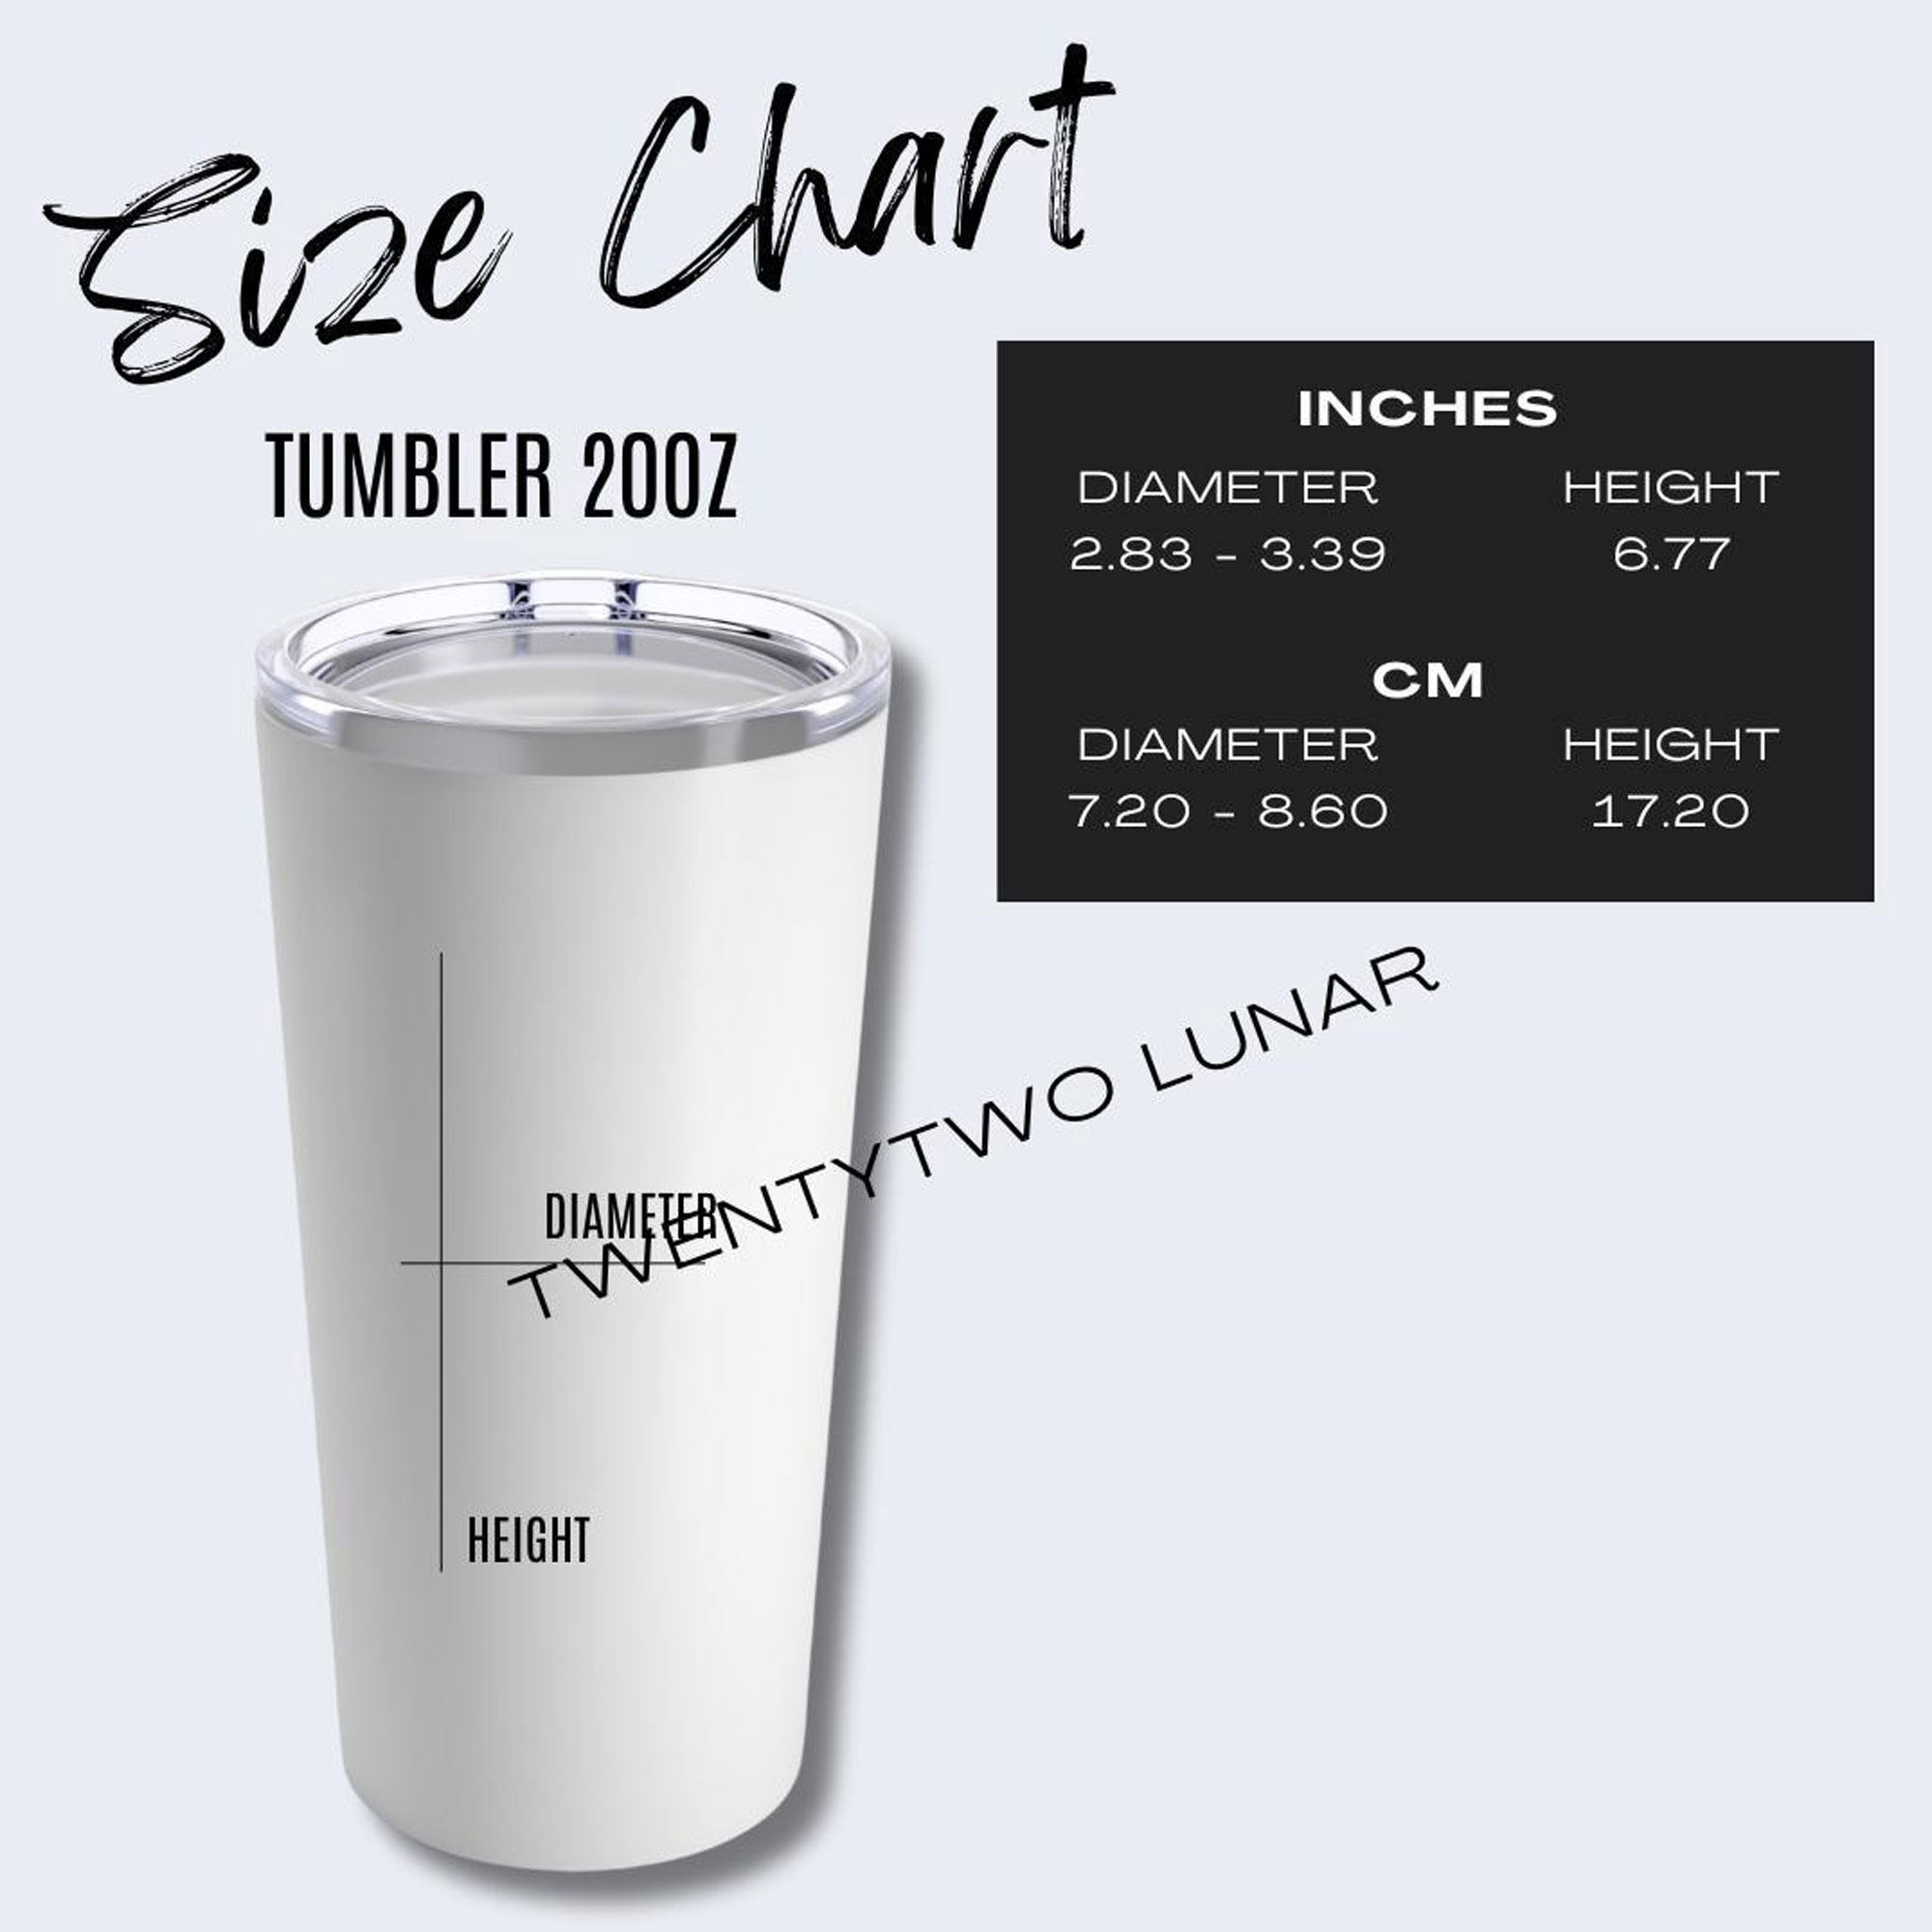 Size Chart
TUMBLER 20OZ
INCHES
DIAMETER HEIGHT
2.83 - 3.39 6.77
CM
DIAMETER HEIGHT
7.20 - 8.60 17.20
TWENTYTWO LUNAR
DIAMETER
HEIGHT